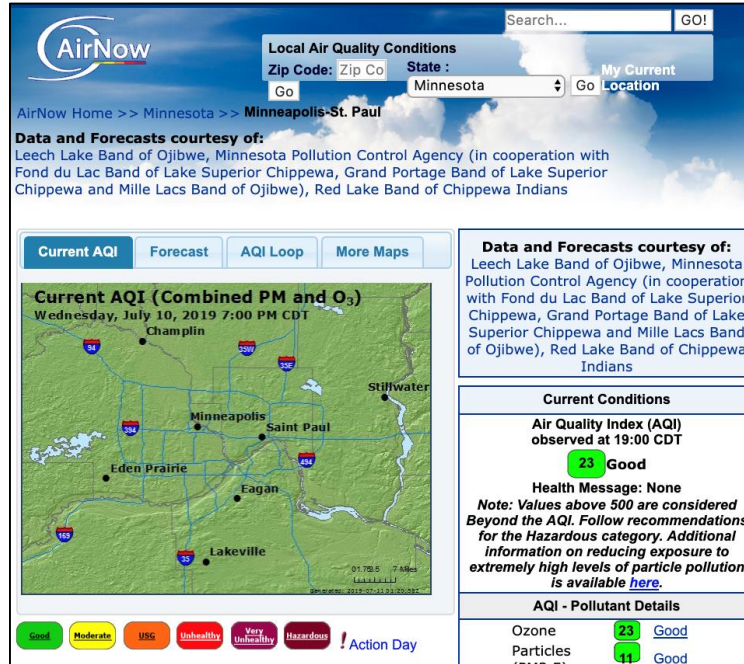 Search... GO!
AirNow
Local Air Quality Conditions
Zip Code: Zip Co State :
Go Minnesota Go My Current Location
AirNow Home >> Minnesota >> Minneapolis-St. Paul
Data and Forecasts courtesy of:
Leech Lake Band of Ojibwe, Minnesota Pollution Control Agency (in cooperation with
Fond du Lac Band of Lake Superior Chippewa, Grand Portage Band of Lake Superior
Chippewa and Mille Lacs Band of Ojibwe), Red Lake Band of Chippewa Indians
Current AQI Forecast AQI Loop More Maps
Current AQI (Combined PM and O3)
Wednesday, July 10, 2019 7:00 PM CDT
Champlin
94
35W
35E
Stillwater
Minneapolis
394
Saint Paul
494
Eden Prairie
Eagan
169
Lakeville
35
7 Miles
Good Moderate USG Unhealthy Very Unhealthy Hazardous ! Action Day
Data and Forecasts courtesy of:
Leech Lake Band of Ojibwe, Minnesota
Pollution Control Agency (in cooperation
with Fond du Lac Band of Lake Superior
Chippewa, Grand Portage Band of Lake
Superior Chippewa and Mille Lacs Band
of Ojibwe), Red Lake Band of Chippewa
Indians
Current Conditions
Air Quality Index (AQI)
observed at 19:00 CDT
23 Good
Health Message: None
Note: Values above 500 are considered
Beyond the AQI. Follow recommendations
for the Hazardous category. Additional
information on reducing exposure to
extremely high levels of particle pollution
is available here.
AQI - Pollutant Details
Ozone 23 Good
Particles
11 Good